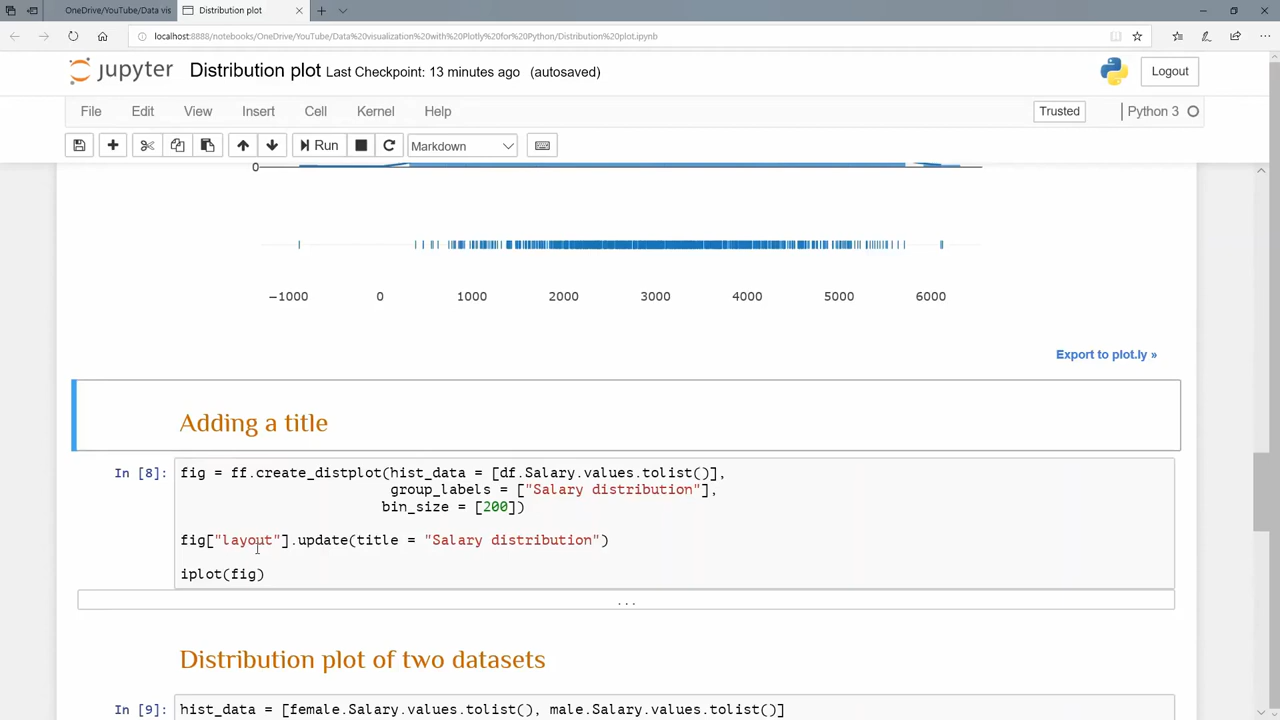 OneDrive/YouTube/Data vis
Distribution plot
localhost:8888/notebooks/OneDrive/YouTube/Data%20visualization%20with%20Plotly%20for%20Python/Distribution%20plot.ipynb
jupyter Distribution plot Last Checkpoint: 13 minutes ago (autosaved)
Logout
File Edit View Insert Cell Kernel Help
Trusted
Python 3
Run
Markdown
0
−1000 0 1000 2000 3000 4000 5000 6000
Export to plot.ly »
Adding a title
In [8]: fig = ff.create_distplot(hist_data = [df.Salary.values.tolist()],
group_labels = ["Salary distribution"],
bin_size = [200])
fig["layout"].update(title = "Salary distribution")
iplot(fig)
...
Distribution plot of two datasets
In [9]: hist_data = [female.Salary.values.tolist(), male.Salary.values.tolist()]